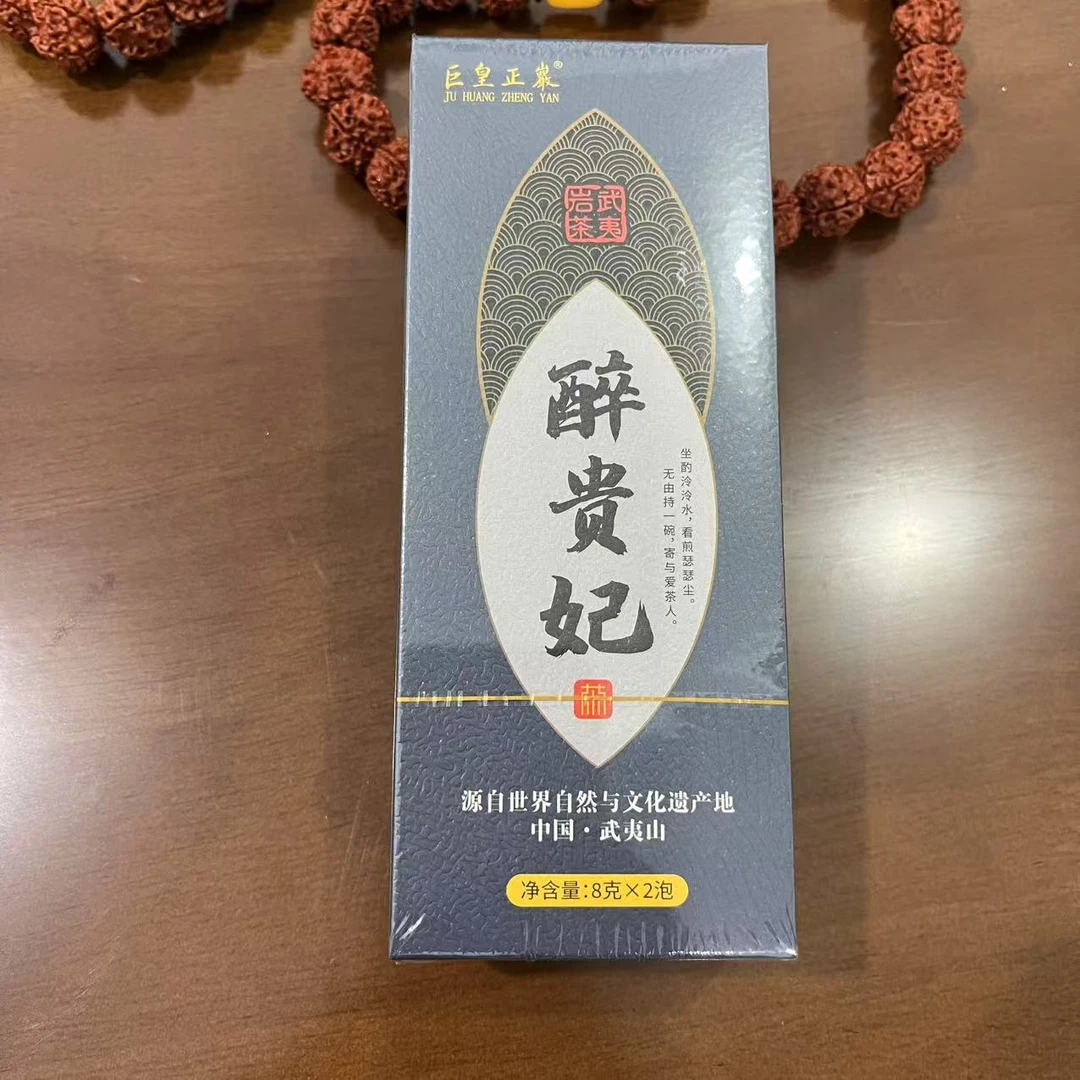 巨皇正巖®
JU HUANG ZHENG YAN
武夷
岩茶
醉贵妃
坐酌泠泠水，看煎瑟瑟尘。
无由持一碗，寄与爱茶人。
茶
源自世界自然与文化遗产地
中国·武夷山
净含量:8克×2泡